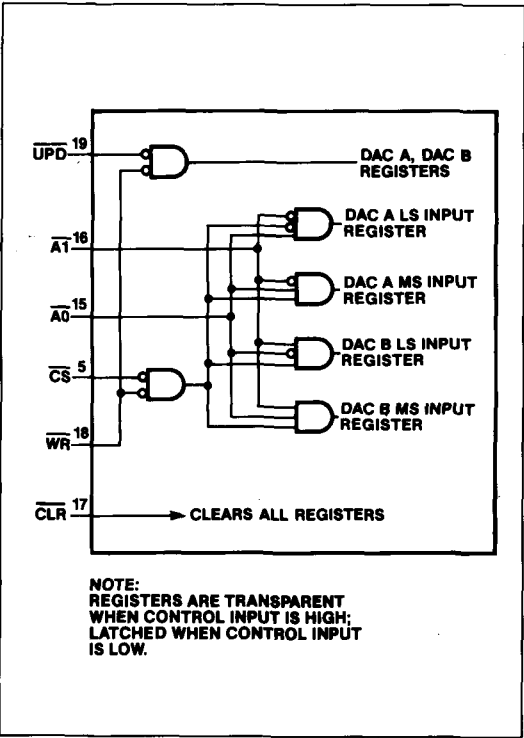 UPD 19
DAC A, DAC B
REGISTERS
DAC A LS INPUT
REGISTER
A1 16
DAC A MS INPUT
REGISTER
A0 15
DAC B LS INPUT
REGISTER
CS 5
DAC B MS INPUT
REGISTER
WR 18
CLR 17
CLEARS ALL REGISTERS
NOTE:
REGISTERS ARE TRANSPARENT
WHEN CONTROL INPUT IS HIGH;
LATCHED WHEN CONTROL INPUT
IS LOW.